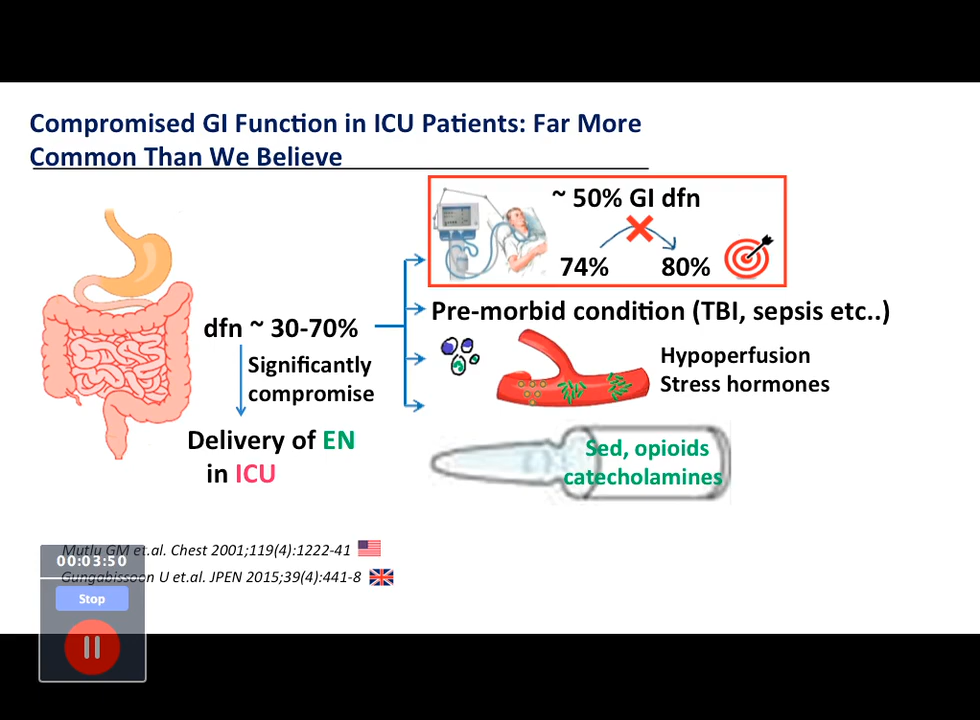 Compromised GI Function in ICU Patients: Far More
Common Than We Believe
~ 50% GI dfn
74% 80%
dfn ~ 30-70%
Pre-morbid condition (TBI, sepsis etc..)
Significantly
compromise
Hypoperfusion
Stress hormones
Delivery of EN
in ICU
Sed, opioids
catecholamines
Mutlu GM et.al. Chest 2001;119(4):1222-41
Gungabissoon U et.al. JPEN 2015;39(4):441-8
00:03:50
Stop